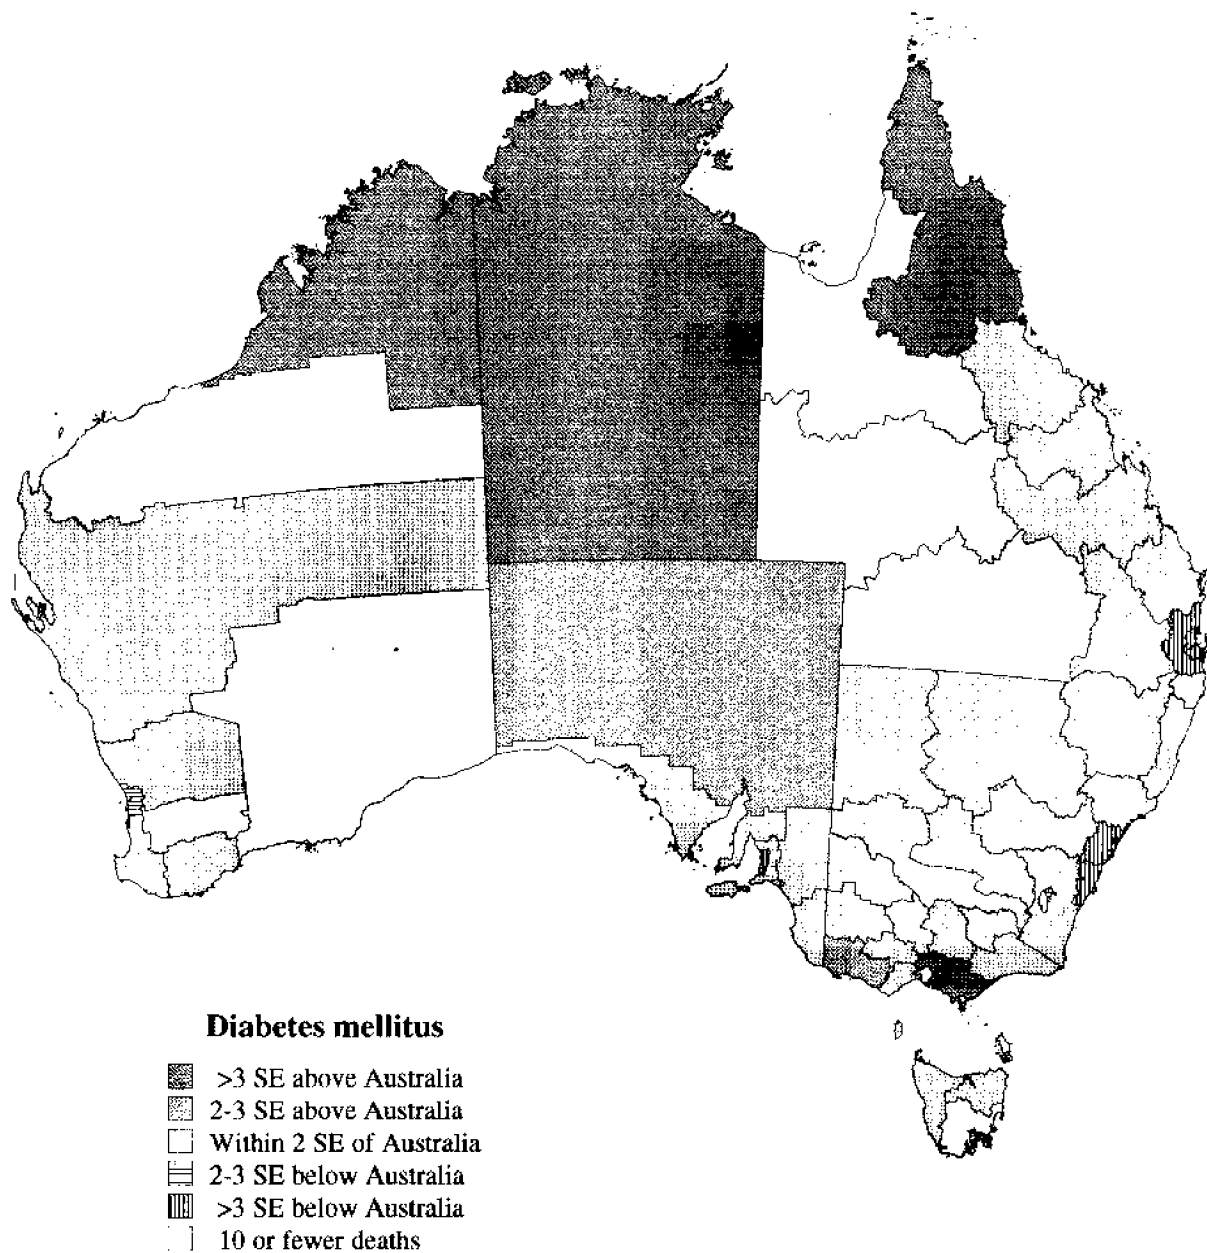 Diabetes mellitus
>3 SE above Australia
2-3 SE above Australia
Within 2 SE of Australia
2-3 SE below Australia
>3 SE below Australia
10 or fewer deaths